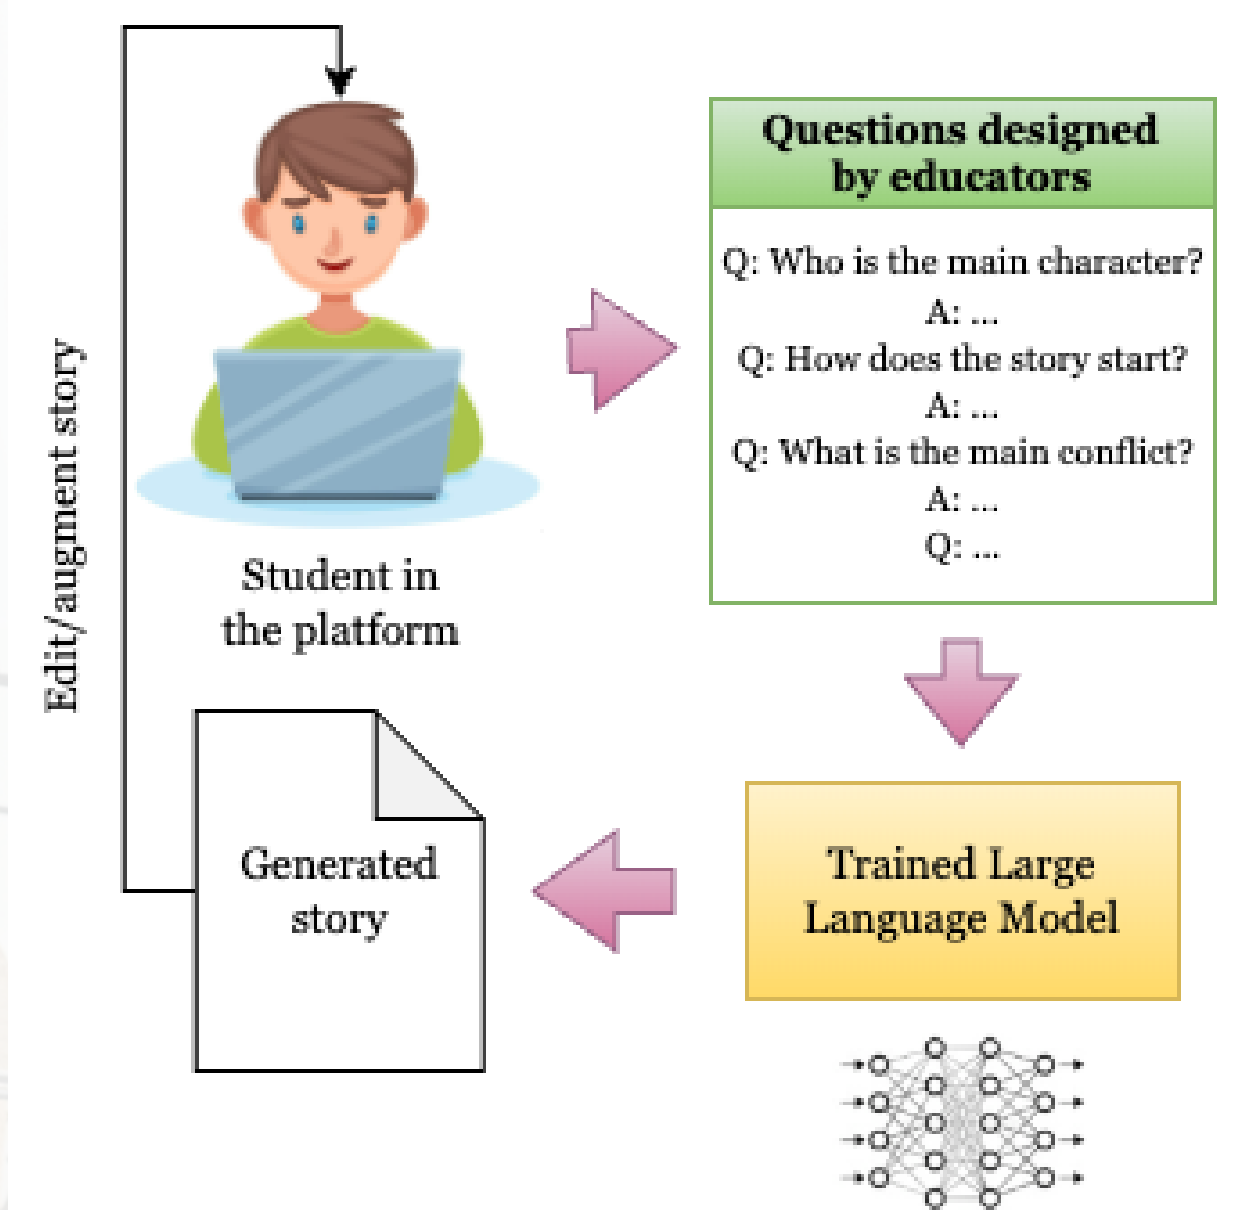 Questions designed
by educators
Q: Who is the main character?
A: ...
Q: How does the story start?
A: ...
Q: What is the main conflict?
A: ...
Q: ...
Edit/augment story
Student in
the platform
Generated
story
Trained Large
Language Model